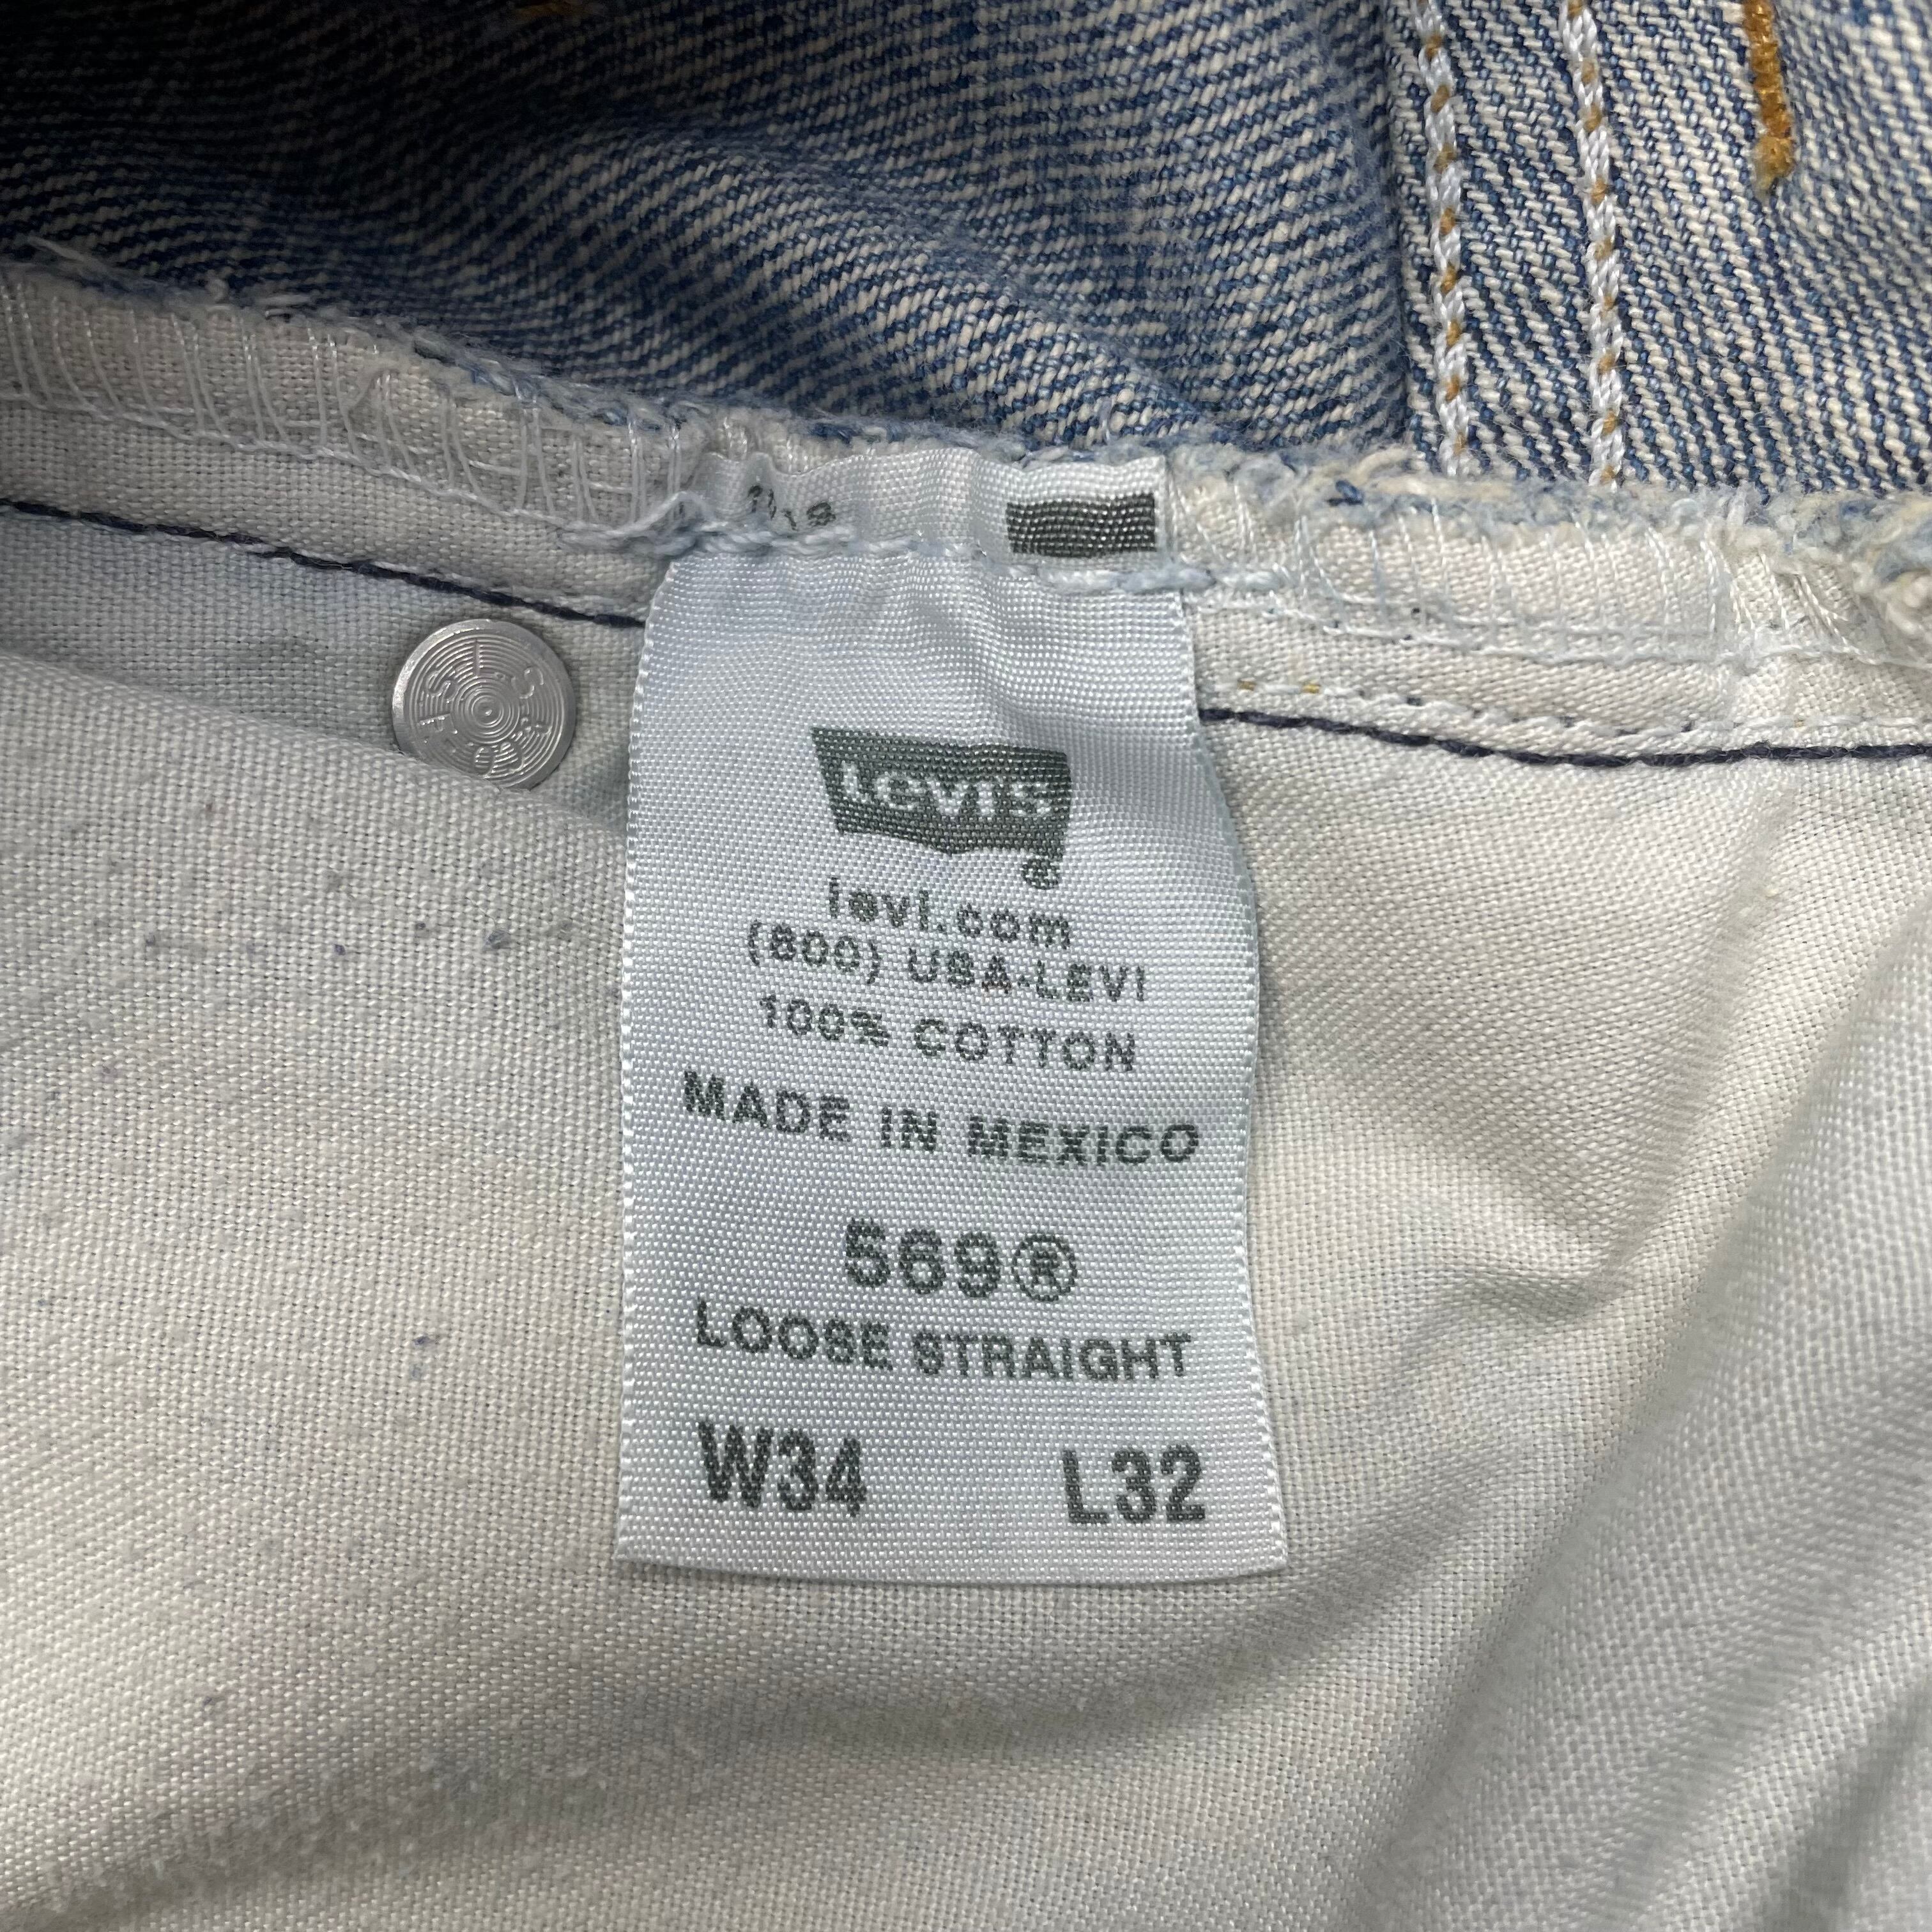 Levi's
levi.com
(800) USA-LEVI
100% COTTON
MADE IN MEXICO
569®
LOOSE STRAIGHT
W34 L32